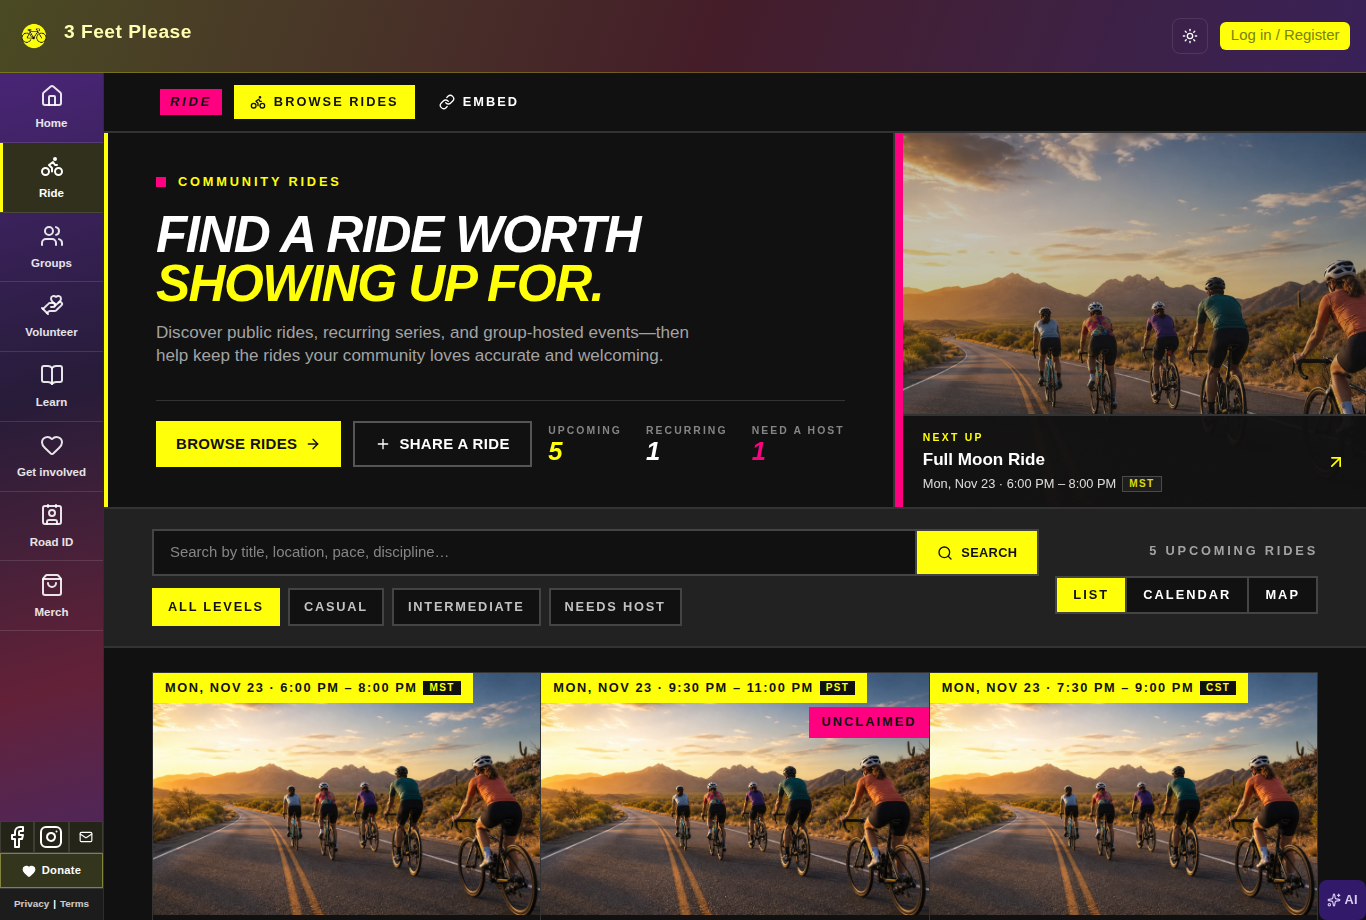 3 Feet Please
Log in / Register
Home
Ride
Groups
Volunteer
Learn
Get involved
Road ID
Merch
Donate
Privacy | Terms
RIDE
BROWSE RIDES
EMBED
COMMUNITY RIDES
FIND A RIDE WORTH
SHOWING UP FOR.
Discover public rides, recurring series, and group-hosted events—then
help keep the rides your community loves accurate and welcoming.
BROWSE RIDES
SHARE A RIDE
UPCOMING
5
RECURRING
1
NEED A HOST
1
NEXT UP
Full Moon Ride
Mon, Nov 23 · 6:00 PM – 8:00 PM MST
Search by title, location, pace, discipline…
SEARCH
5 UPCOMING RIDES
ALL LEVELS
CASUAL
INTERMEDIATE
NEEDS HOST
LIST
CALENDAR
MAP
MON, NOV 23 · 6:00 PM – 8:00 PM MST
MON, NOV 23 · 9:30 PM – 11:00 PM PST
UNCLAIMED
MON, NOV 23 · 7:30 PM – 9:00 PM CST
AI